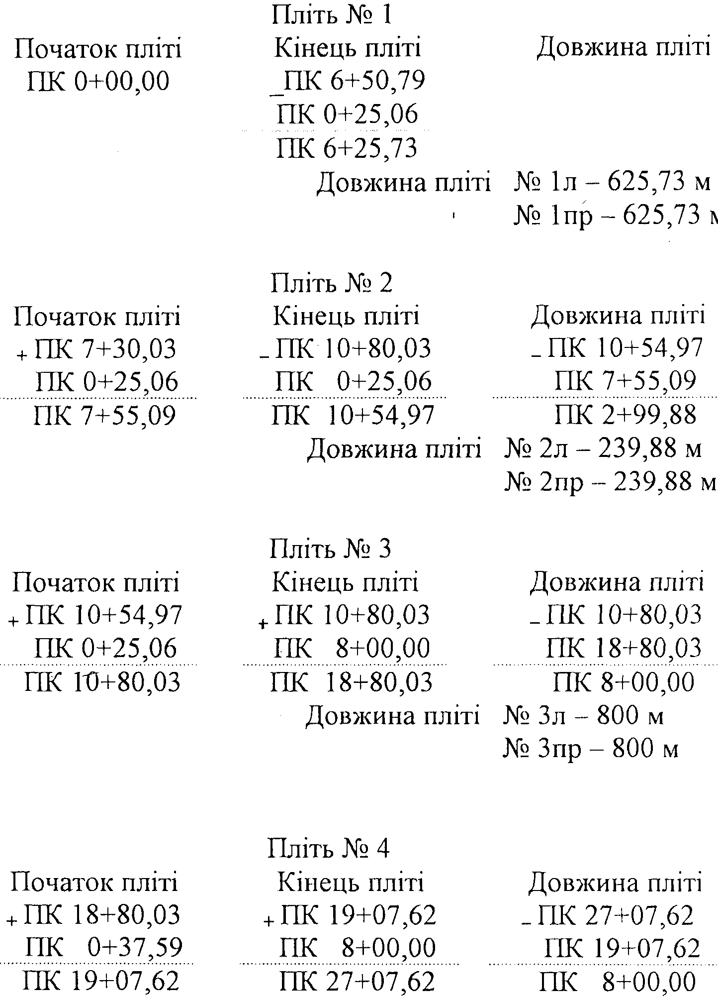 Пліть № 1
Початок пліті Кінець пліті Довжина пліті
ПК 0+00,00 _ПК 6+50,79
ПК 0+25,06
ПК 6+25,73
Довжина пліті № 1л – 625,73 м
№ 1пр – 625,73 м
Пліть № 2
Початок пліті Кінець пліті Довжина пліті
+ ПК 7+30,03 – ПК 10+80,03 – ПК 10+54,97
ПК 0+25,06 ПК 0+25,06 ПК 7+55,09
ПК 7+55,09 ПК 10+54,97 ПК 2+99,88
Довжина пліті № 2л – 239,88 м
№ 2пр – 239,88 м
Пліть № 3
Початок пліті Кінець пліті Довжина пліті
+ ПК 10+54,97 + ПК 10+80,03 – ПК 10+80,03
ПК 0+25,06 ПК 8+00,00 ПК 18+80,03
ПК 10+80,03 ПК 18+80,03 ПК 8+00,00
Довжина пліті № 3л – 800 м
№ 3пр – 800 м
Пліть № 4
Початок пліті Кінець пліті Довжина пліті
+ ПК 18+80,03 + ПК 19+07,62 – ПК 27+07,62
ПК 0+37,59 ПК 8+00,00 ПК 19+07,62
ПК 19+07,62 ПК 27+07,62 ПК 8+00,00